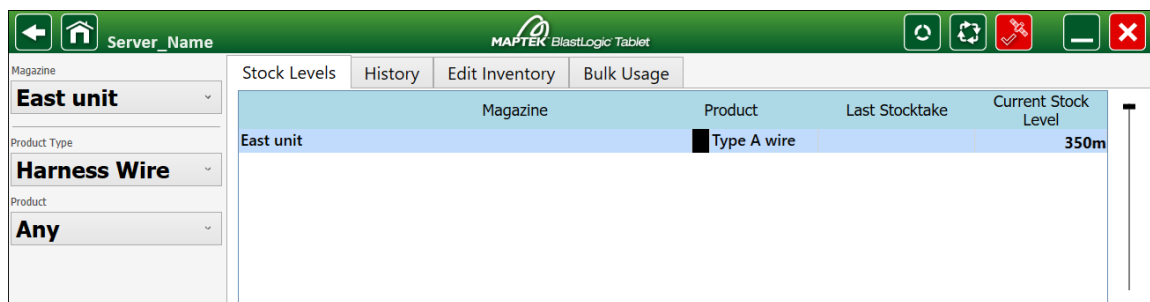 Server_Name
MAPTEK BlastLogic Tablet
Magazine
East unit
Product Type
Harness Wire
Product
Any
Stock Levels History Edit Inventory Bulk Usage
Magazine Product Last Stocktake Current Stock Level
East unit Type A wire 350m